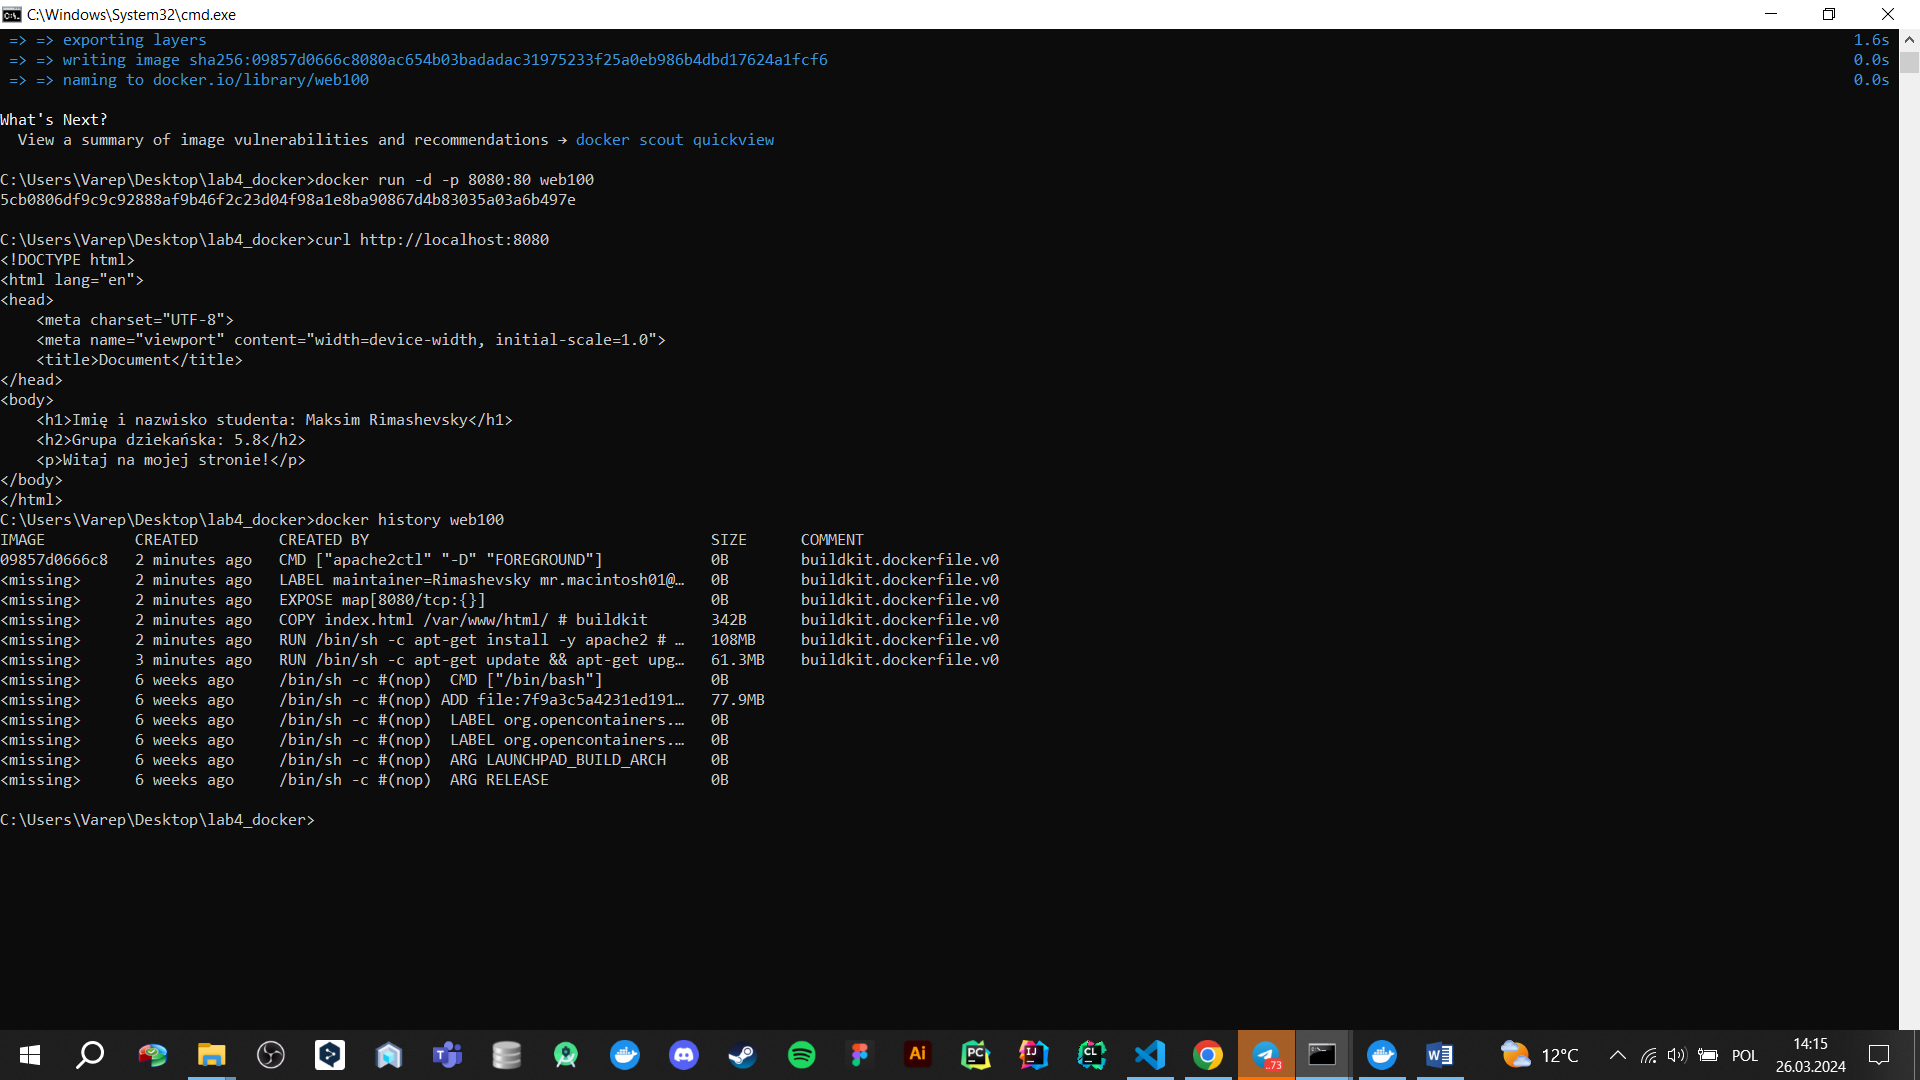 C:\Windows\System32\cmd.exe
=> => exporting layers 1.6s
=> => writing image sha256:09857d0666c8080ac654b03badadac31975233f25a0eb986b4dbd17624a1fcf6 0.0s
=> => naming to docker.io/library/web100 0.0s
What's Next?
View a summary of image vulnerabilities and recommendations → docker scout quickview
C:\Users\Varep\Desktop\lab4_docker>docker run -d -p 8080:80 web100
5cb0806df9c9c92888af9b46f2c23d04f98a1e8ba90867d4b83035a03a6b497e
C:\Users\Varep\Desktop\lab4_docker>curl http://localhost:8080
<!DOCTYPE html>
<html lang="en">
<head>
    <meta charset="UTF-8">
    <meta name="viewport" content="width=device-width, initial-scale=1.0">
    <title>Document</title>
</head>
<body>
    <h1>Imię i nazwisko studenta: Maksim Rimashevsky</h1>
    <h2>Grupa dziekańska: 5.8</h2>
    <p>Witaj na mojej stronie!</p>
</body>
</html>
C:\Users\Varep\Desktop\lab4_docker>docker history web100
IMAGE CREATED CREATED BY SIZE COMMENT
09857d0666c8 2 minutes ago CMD ["apache2ctl" "-D" "FOREGROUND"] 0B buildkit.dockerfile.v0
<missing> 2 minutes ago LABEL maintainer=Rimashevsky mr.macintosh01@… 0B buildkit.dockerfile.v0
<missing> 2 minutes ago EXPOSE map[8080/tcp:{}] 0B buildkit.dockerfile.v0
<missing> 2 minutes ago COPY index.html /var/www/html/ # buildkit 342B buildkit.dockerfile.v0
<missing> 2 minutes ago RUN /bin/sh -c apt-get install -y apache2 # … 108MB buildkit.dockerfile.v0
<missing> 3 minutes ago RUN /bin/sh -c apt-get update && apt-get upg… 61.3MB buildkit.dockerfile.v0
<missing> 6 weeks ago /bin/sh -c #(nop)  CMD ["/bin/bash"] 0B
<missing> 6 weeks ago /bin/sh -c #(nop) ADD file:7f9a3c5a4231ed191… 77.9MB
<missing> 6 weeks ago /bin/sh -c #(nop)  LABEL org.opencontainers.… 0B
<missing> 6 weeks ago /bin/sh -c #(nop)  LABEL org.opencontainers.… 0B
<missing> 6 weeks ago /bin/sh -c #(nop)  ARG LAUNCHPAD_BUILD_ARCH 0B
<missing> 6 weeks ago /bin/sh -c #(nop)  ARG RELEASE 0B
C:\Users\Varep\Desktop\lab4_docker>
Ai PC IJ CL ..73 W 12°C POL 14:15
26.03.2024